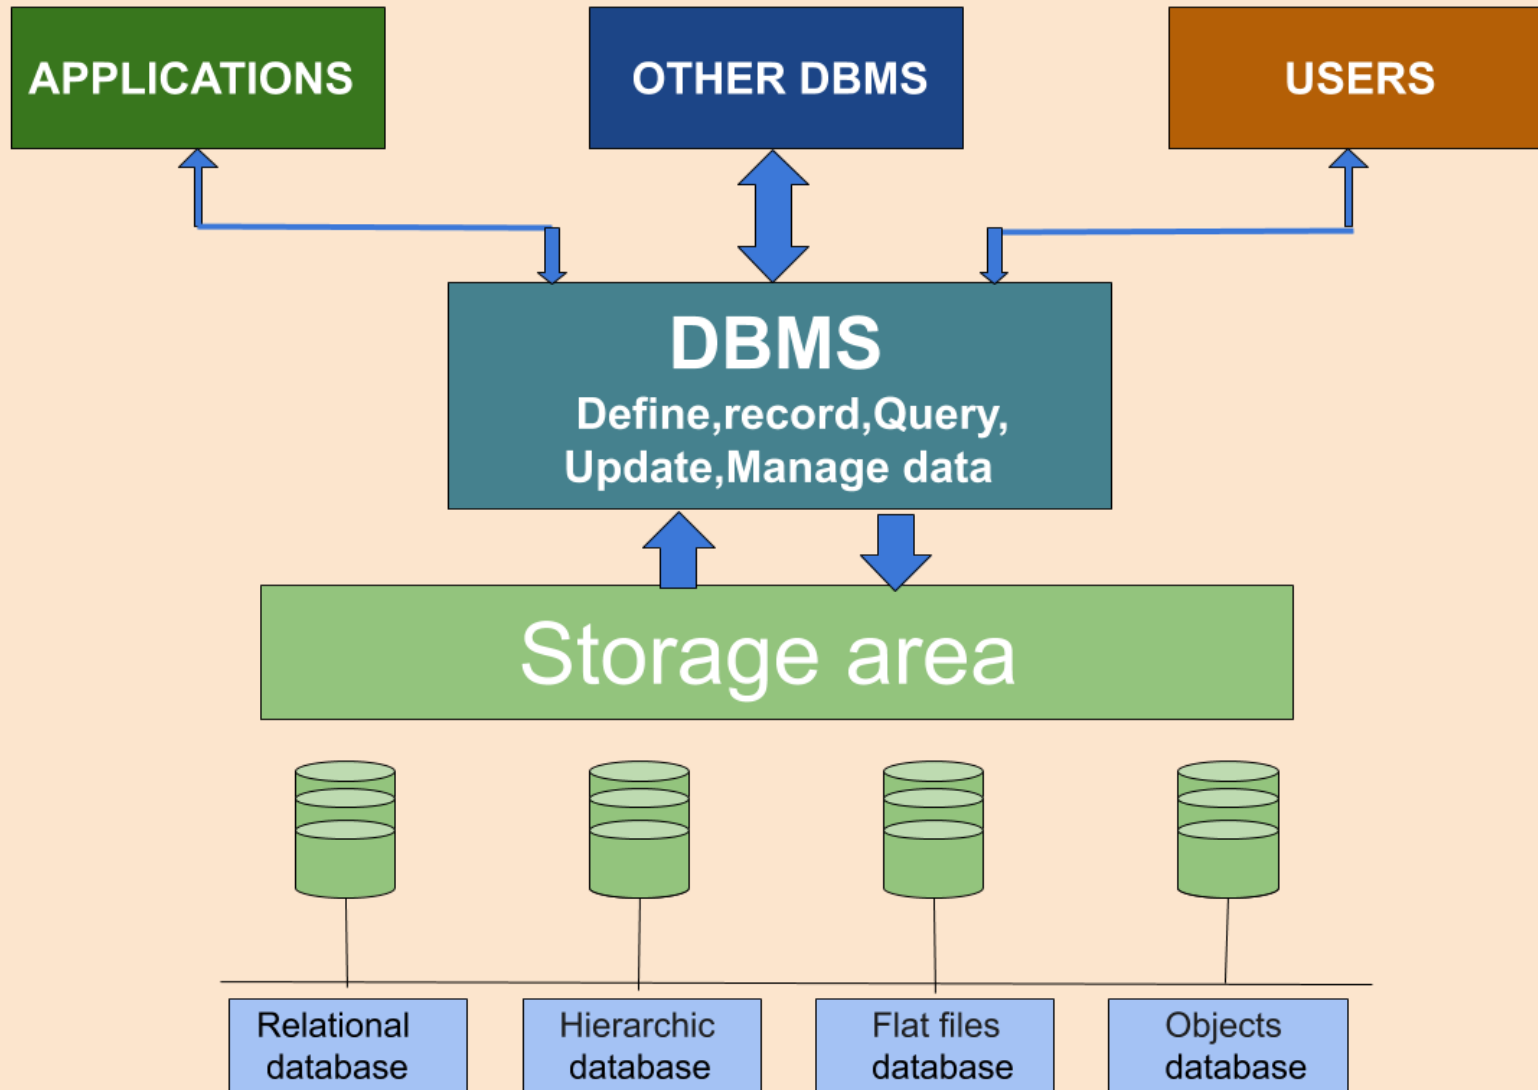 APPLICATIONS
OTHER DBMS
USERS
DBMS
Define,record,Query,
Update,Manage data
Storage area
Relational
database
Hierarchic
database
Flat files
database
Objects
database